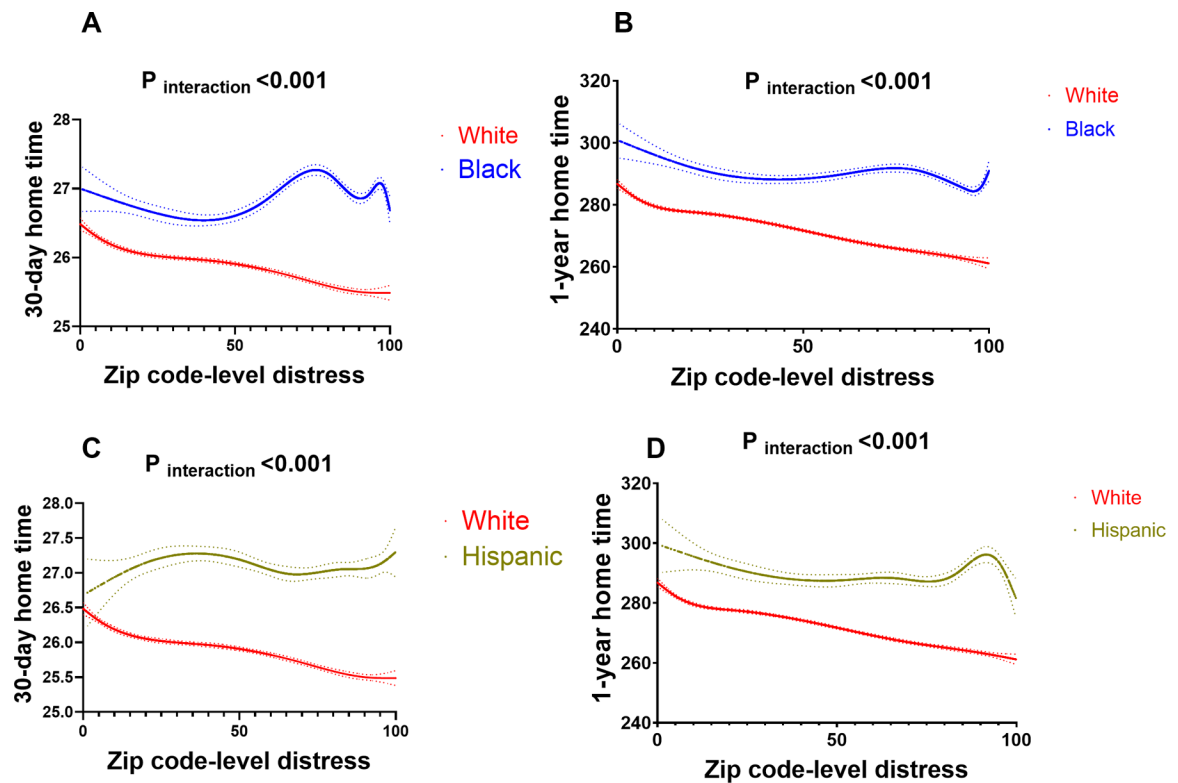 A
P interaction <0.001
30-day home time
28
27
26
25
0
50
100
Zip code-level distress
White
Black
B
P interaction <0.001
1-year home time
320
300
280
260
240
0
50
100
Zip code-level distress
White
Black
C
P interaction <0.001
30-day home time
28.0
27.5
27.0
26.5
26.0
25.5
25.0
0
50
100
Zip code-level distress
White
Hispanic
D
P interaction <0.001
1-year home time
320
300
280
260
240
0
50
100
Zip code-level distress
White
Hispanic